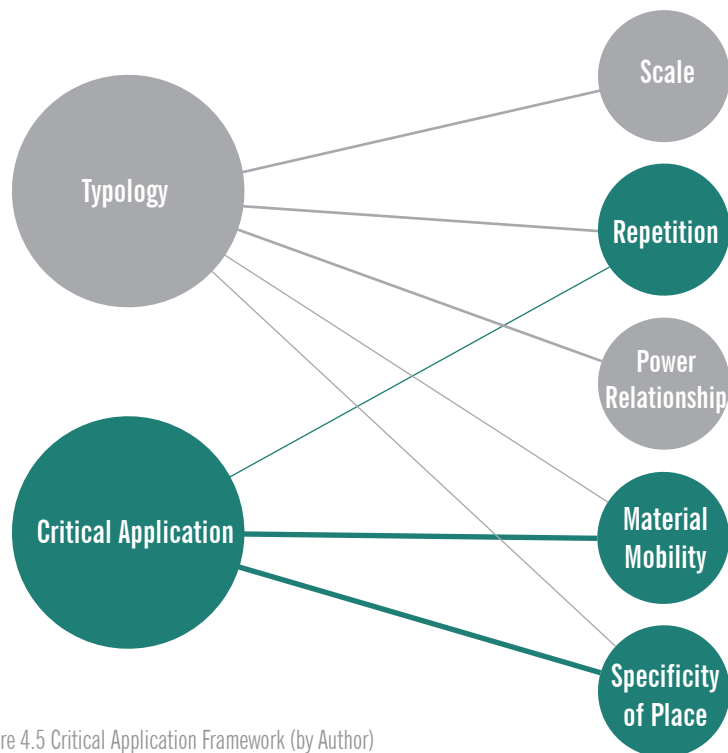 Scale
Typology
Repetition
Power
Relationship
Critical Application
Material
Mobility
Specificity
of Place
re 4.5 Critical Application Framework (by Author)